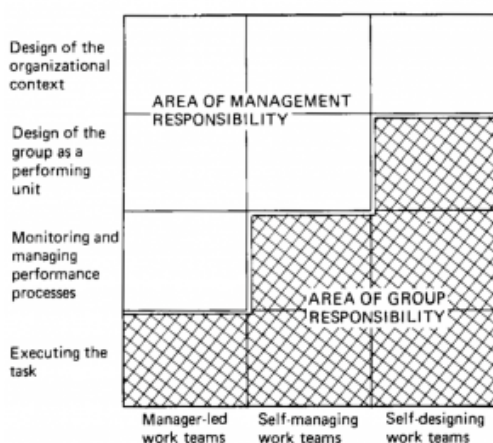 Design of the
organizational
context
AREA OF MANAGEMENT
RESPONSIBILITY
Design of the
group as a
performing
unit
Monitoring and
managing
performance
processes
AREA OF GROUP
RESPONSIBILITY
Executing the
task
Manager-led
work teams
Self-managing
work teams
Self-designing
work teams